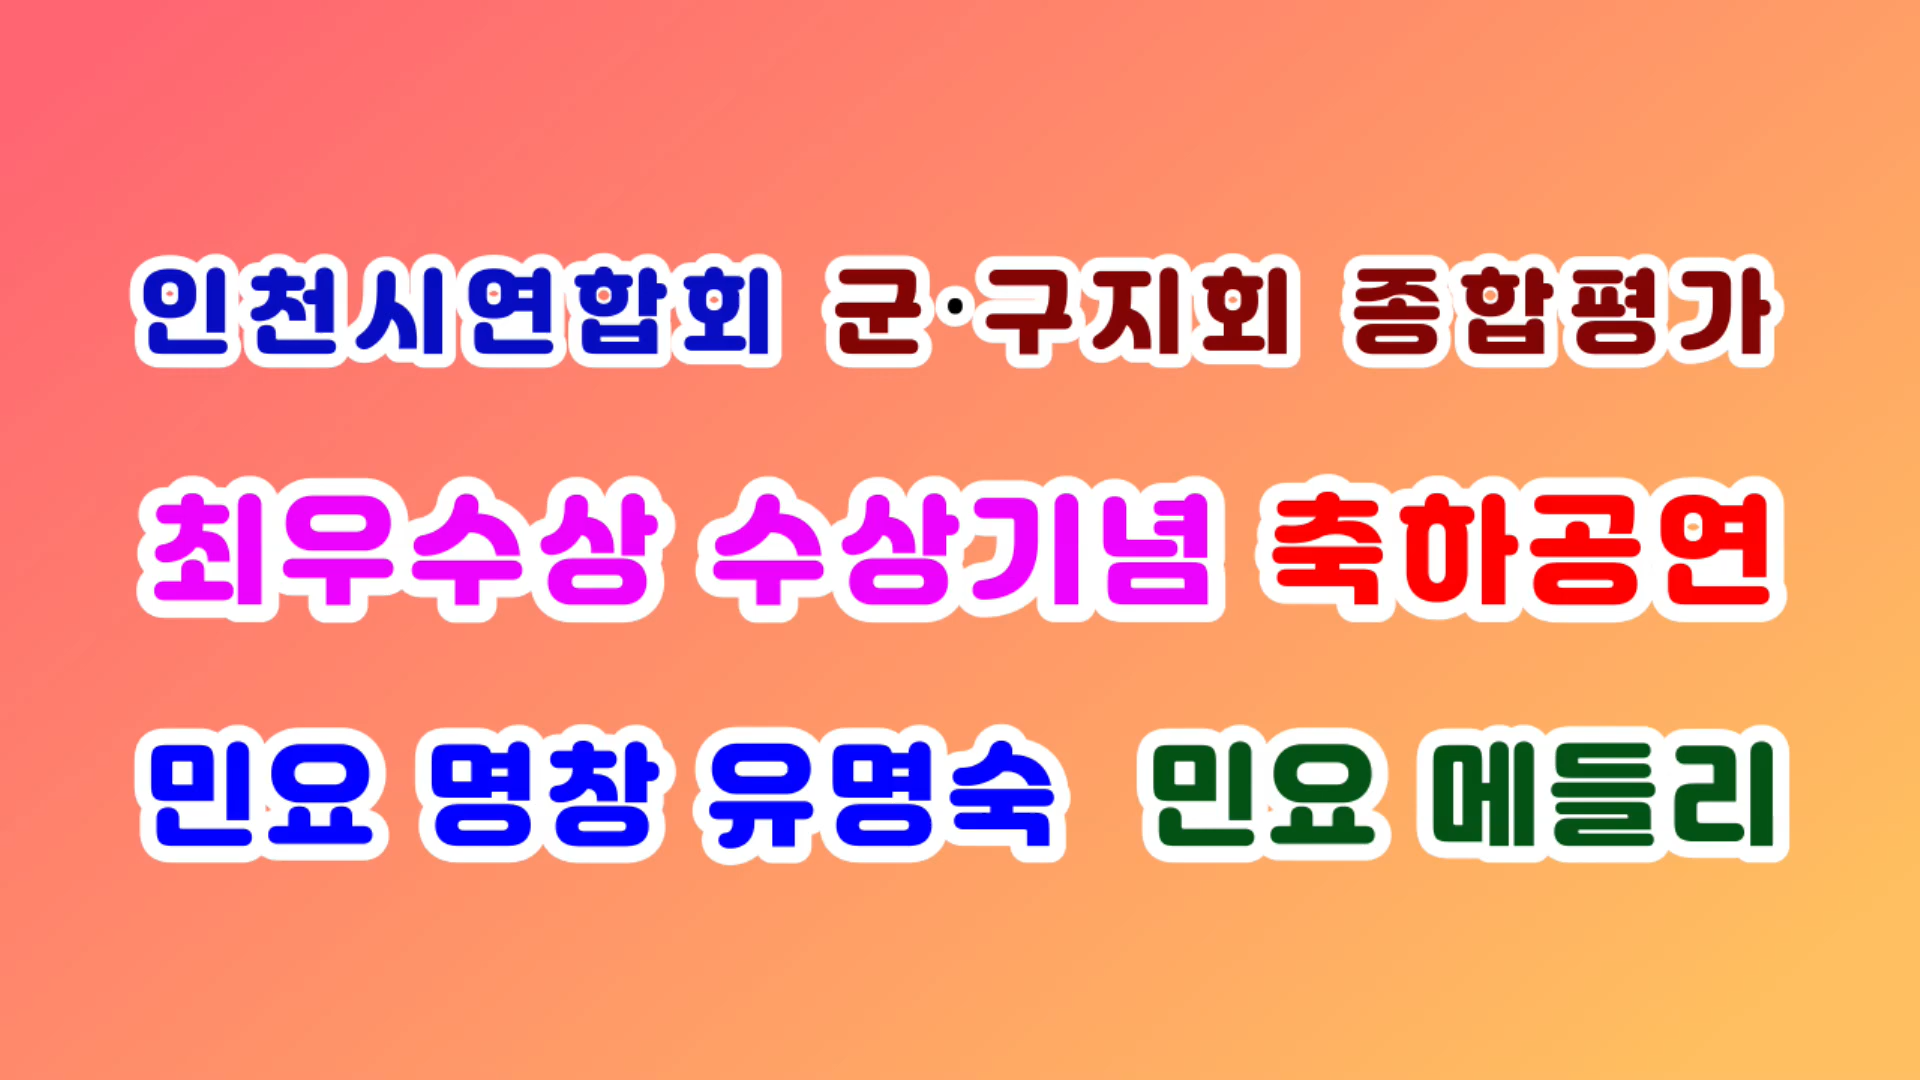 인천시연합회 군·구지회 종합평가
최우수상 수상기념 축하공연
민요 명창 유명숙 민요 메들리